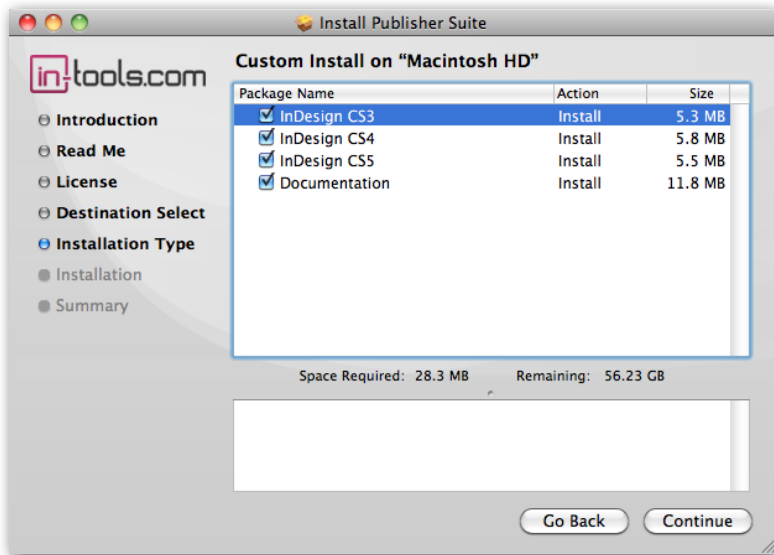 Install Publisher Suite
in-tools.com
Introduction
Read Me
License
Destination Select
Installation Type
Installation
Summary
Custom Install on “Macintosh HD”
Package Name Action Size
InDesign CS3 Install 5.3 MB
InDesign CS4 Install 5.8 MB
InDesign CS5 Install 5.5 MB
Documentation Install 11.8 MB
Space Required: 28.3 MB Remaining: 56.23 GB
Go Back Continue